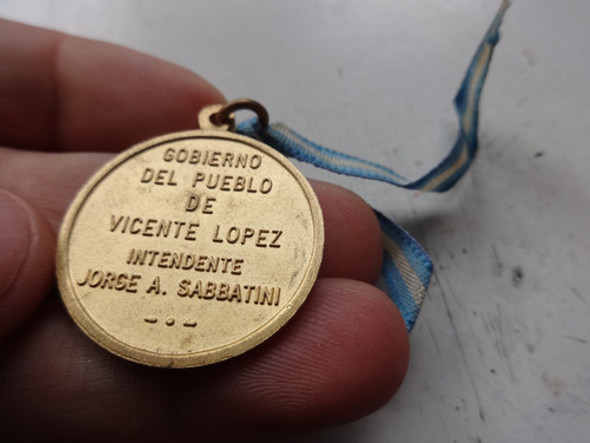 GOBIERNO
DEL PUEBLO
DE
VICENTE LOPEZ
INTENDENTE
JORGE A. SABBATINI